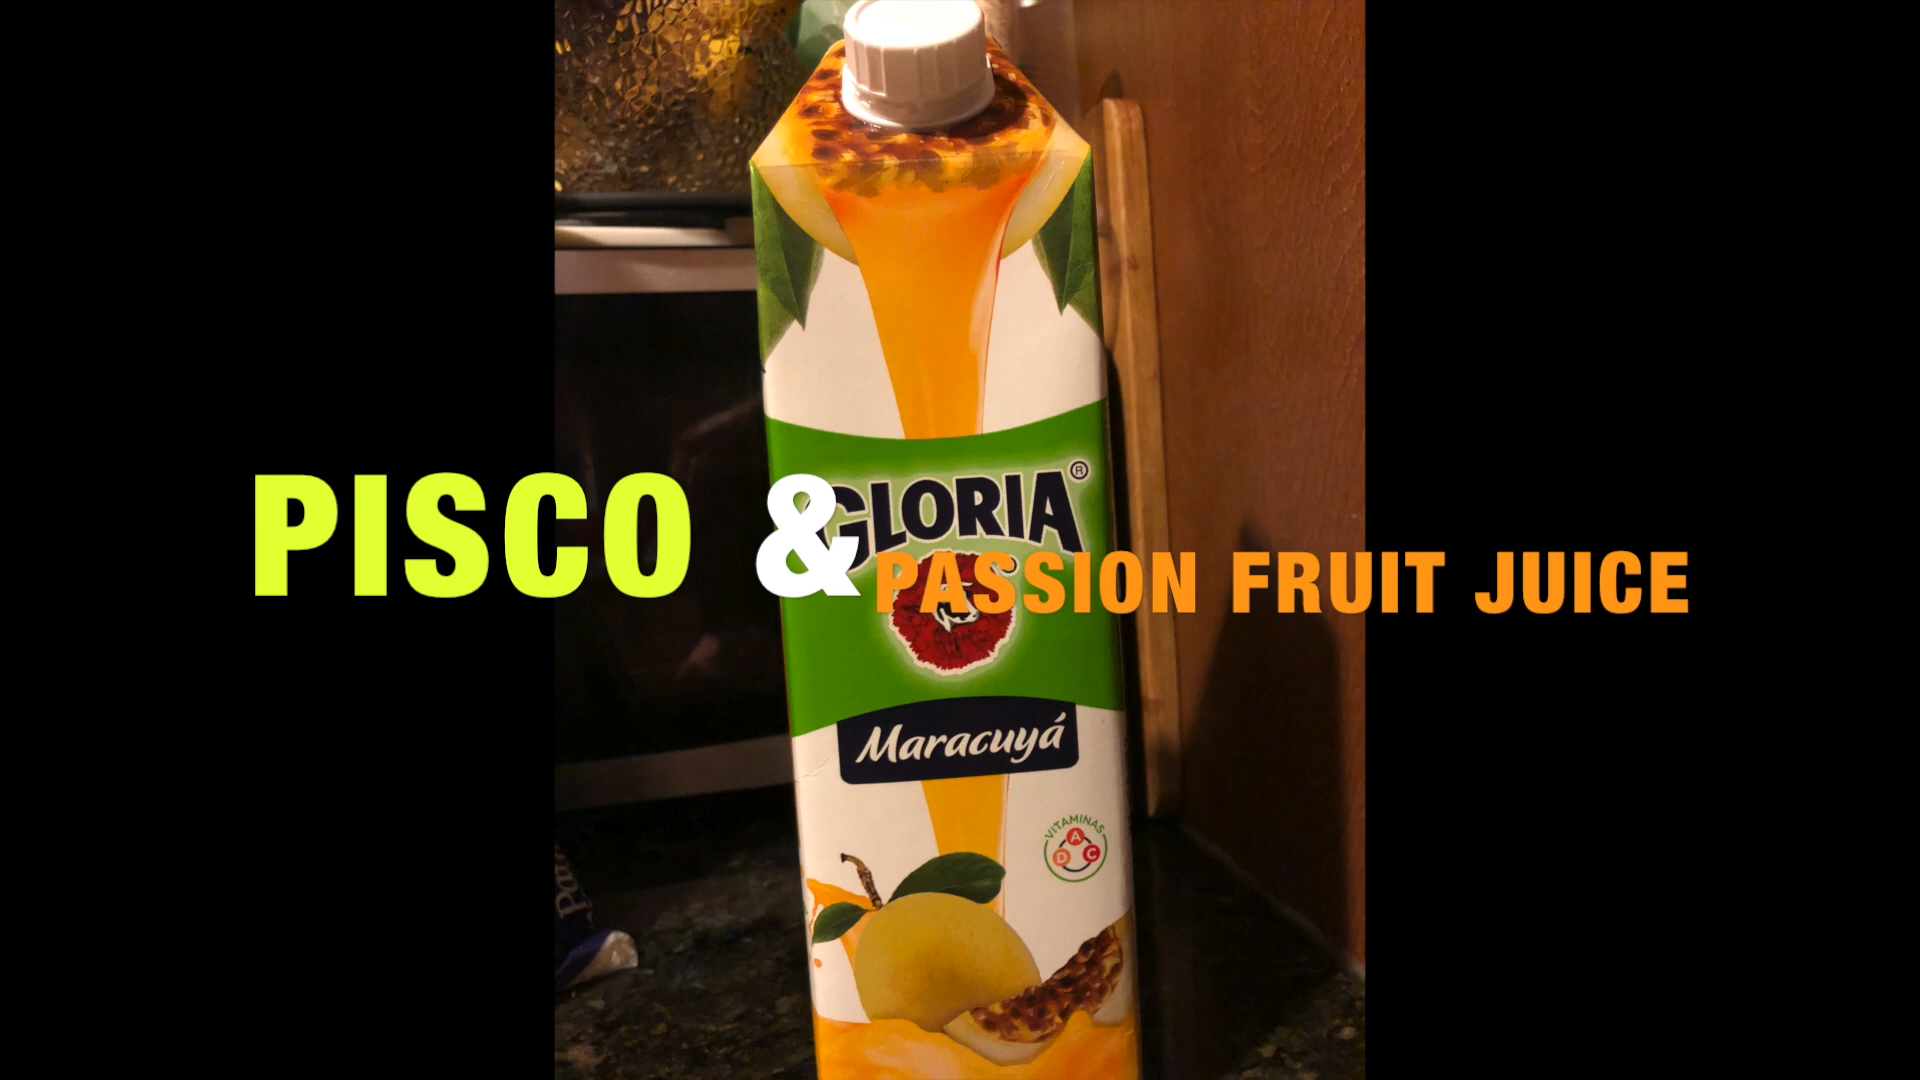 PISCO &
PASSION FRUIT JUICE
GLORIA®
Maracuyá
VITAMINAS
A
D C